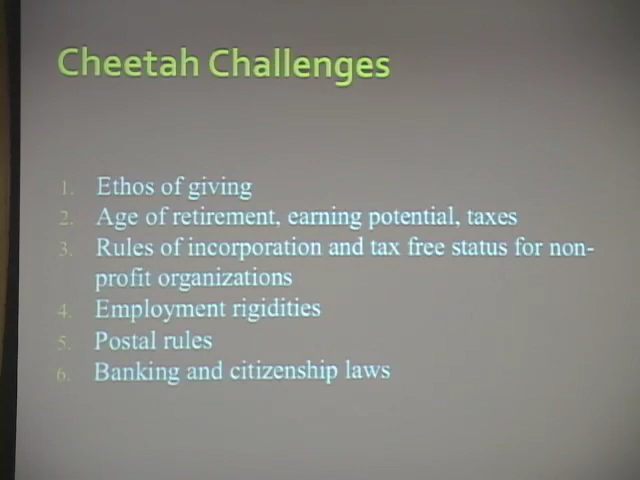 Cheetah Challenges
1. Ethos of giving
2. Age of retirement, earning potential, taxes
3. Rules of incorporation and tax free status for non-
profit organizations
4. Employment rigidities
5. Postal rules
6. Banking and citizenship laws